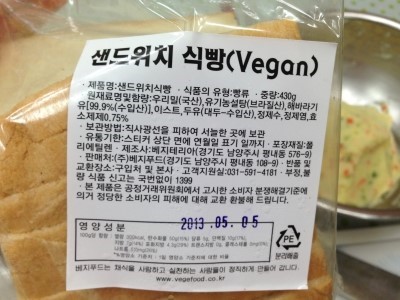 샌드위치 식빵(Vegan)
· 제품명:샌드위치식빵 · 식품의 유형:빵류 · 중량:430g
· 원재료명및함량:우리밀(국산),유기농설탕(브라질산),해바라기
유[99.9%(수입산)],이스트,두유(대두-수입산),정제수,정제염,효
소제제0.75%
· 보관방법:직사광선을 피하여 서늘한 곳에 보관
· 유통기한:스티커 상단 면에 연월일 표기 일까지 · 포장재질:폴
리에틸렌 · 제조사:베지테리아(경기도 남양주시 평내동 576-9)
· 판매처:(주)베지푸드(경기도 남양주시 평내동 108-9) · 반품 및
교환장소:구입처 및 본사 · 고객지원실:031-591-4185 · 부정,불
량 식품 신고는 국번없이 1399
· 본 제품은 공정거래위원회에서 고시한 소비자 분쟁해결기준에
의거 정당한 소비자의 피해에 대해 교환 환불해 드립니다.
영 양 성 분
2013.05.05
PE
분리배출
베지푸드는 채식을 사랑하고 실천하는 사람들이 정직하게 만듭니다.
www.vegefood.co.kr